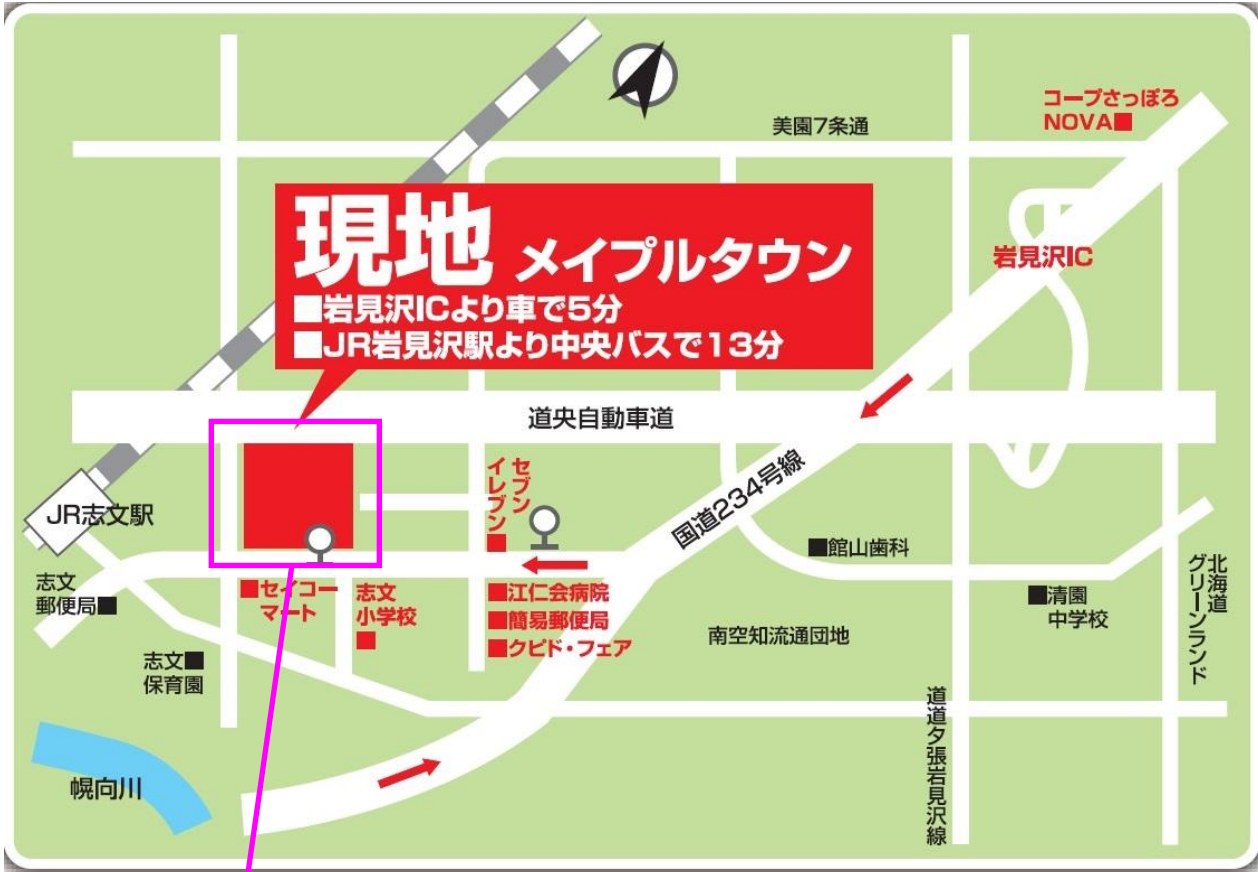 コープさっぽろ
NOVA■
美園7条通
現地 メイプルタウン
■岩見沢ICより車で5分
■JR岩見沢駅より中央バスで13分
岩見沢IC
道央自動車道
セブン
イレブン
■
国道234号線
JR志文駅
■館山歯科
志文
郵便局■
■セイコー
マート
志文
小学校
■
■江仁会病院
■簡易郵便局
■クピド・フェア
■清園
中学校
北海道
グリーンランド
南空知流通団地
志文■
保育園
道道夕張岩見沢線
幌向川